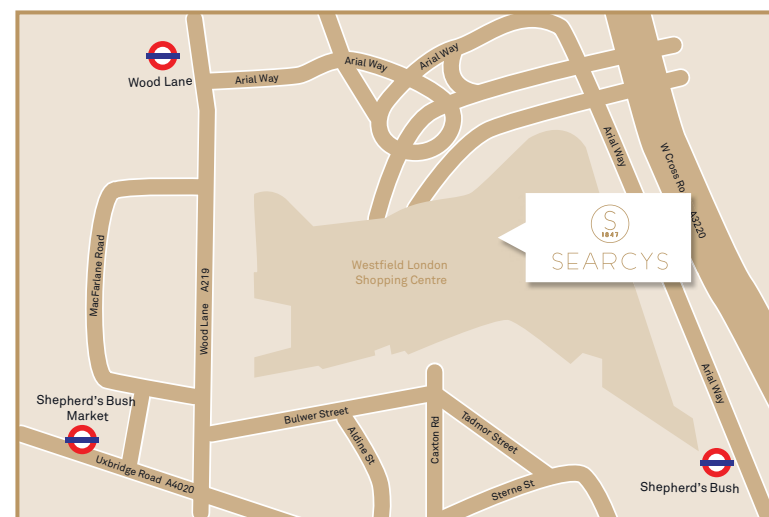 Wood Lane
Arial Way
Arial Way
Arial Way
Arial Way
W Cross Ro
A3220
S
1847
SEARCYS
Westfield London
Shopping Centre
MacFarlane Road
Wood Lane A219
Arial Way
Shepherd's Bush
Market
Bulwer Street
Aldine St
Caxton Rd
Tadmor Street
Uxbridge Road A4020
Sterne St
Shepherd's Bush